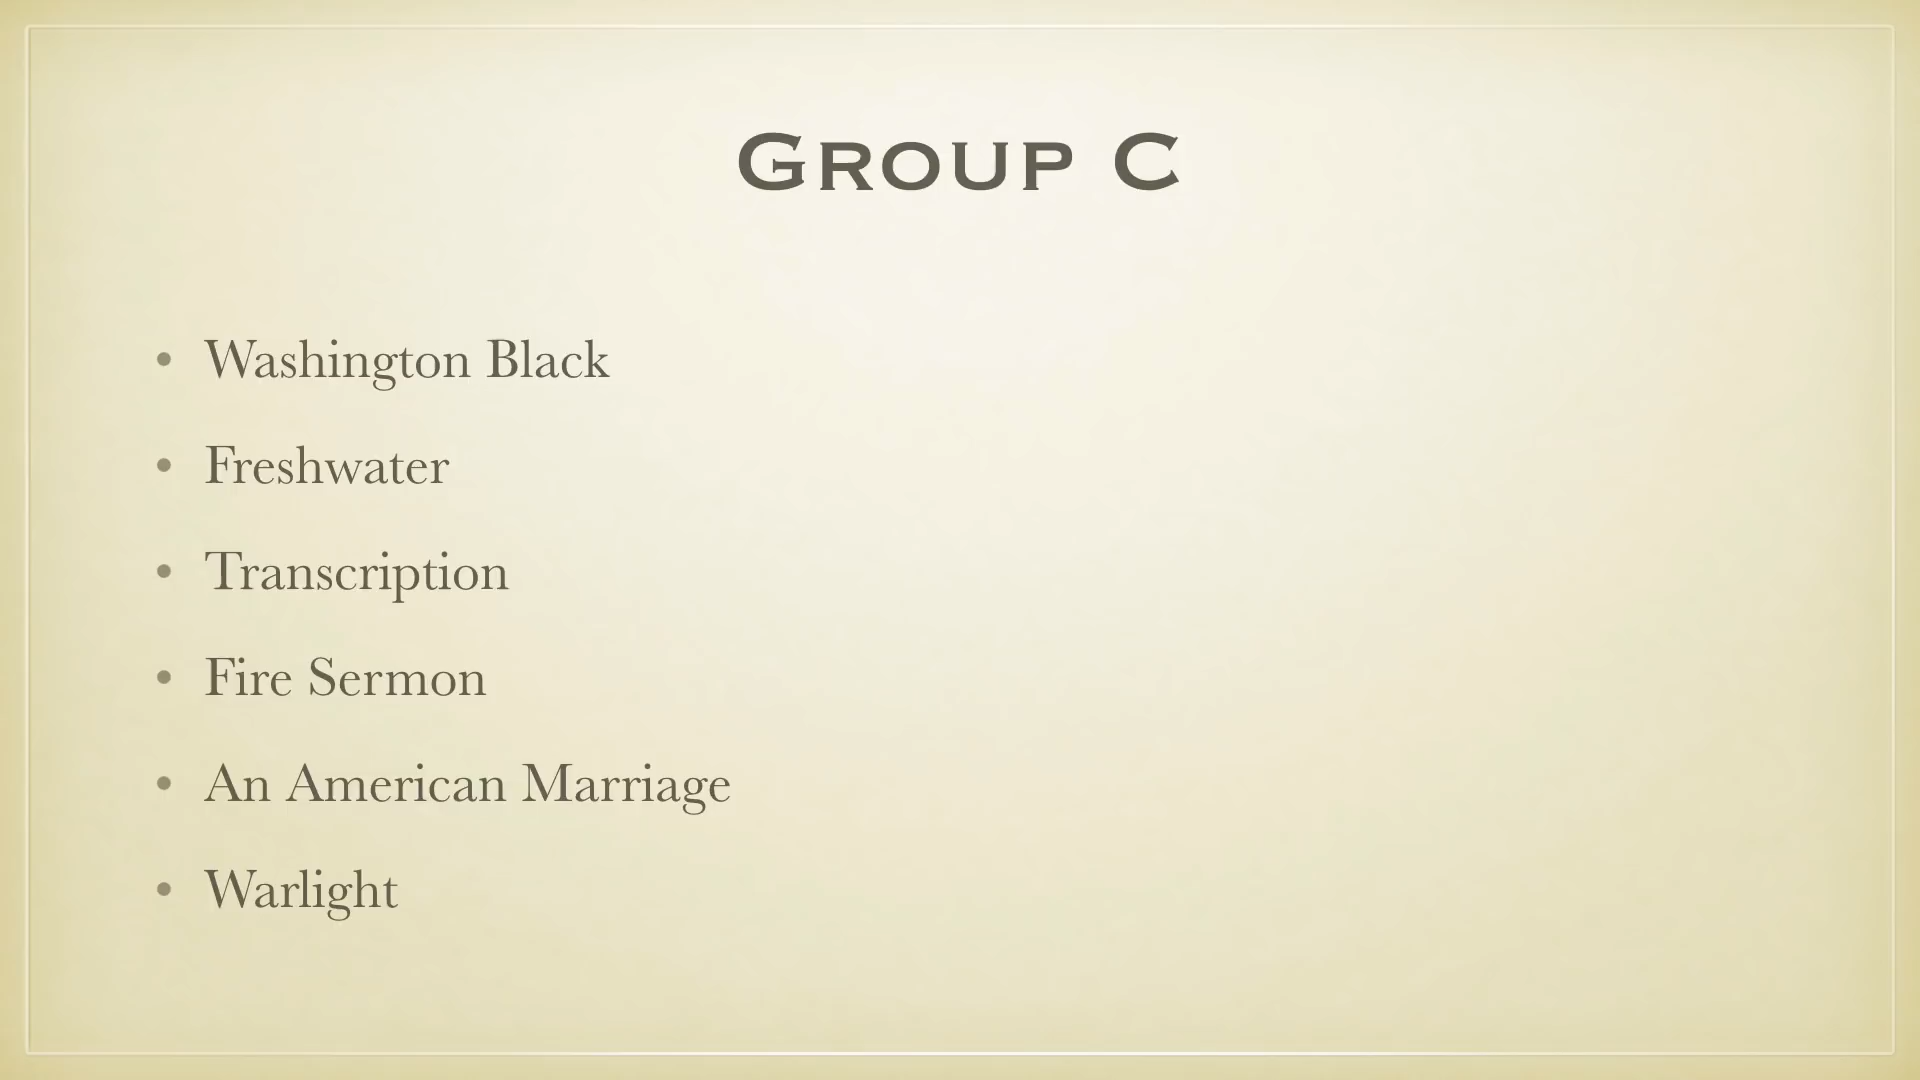 Group C
• Washington Black
• Freshwater
• Transcription
• Fire Sermon
• An American Marriage
• Warlight